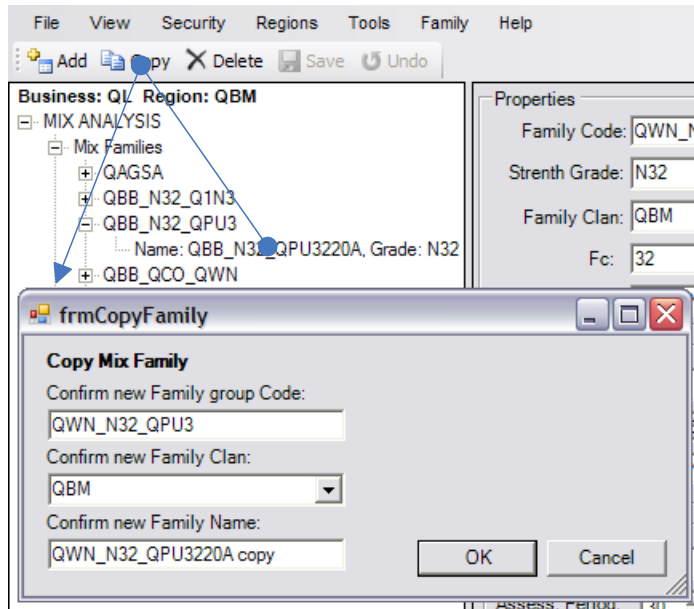 File View Security Regions Tools Family Help
Add Copy Delete Save Undo
Business: QL Region: QBM
MIX ANALYSIS
Mix Families
QAGSA
QBB_N32_Q1N3
QBB_N32_QPU3
Name: QBB_N32_QPU3220A, Grade: N32
QBB_QCO_QWN
Properties
Family Code: QWN_N
Strenth Grade: N32
Family Clan: QBM
Fc: 32
frmCopyFamily
Copy Mix Family
Confirm new Family group Code:
QWN_N32_QPU3
Confirm new Family Clan:
QBM
Confirm new Family Name:
QWN_N32_QPU3220A copy
OK Cancel
Assess. Period: 30